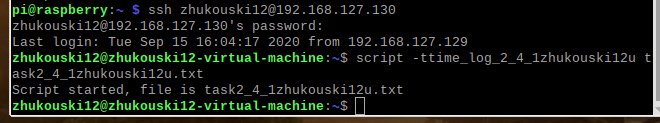 pi@raspberry:~ $ ssh zhukouski12@192.168.127.130
zhukouski12@192.168.127.130's password:
Last login: Tue Sep 15 16:04:17 2020 from 192.168.127.129
zhukouski12@zhukouski12-virtual-machine:~$ script -ttime_log_2_4_1zhukouski12u t
ask2_4_1zhukouski12u.txt
Script started, file is task2_4_1zhukouski12u.txt
zhukouski12@zhukouski12-virtual-machine:~$